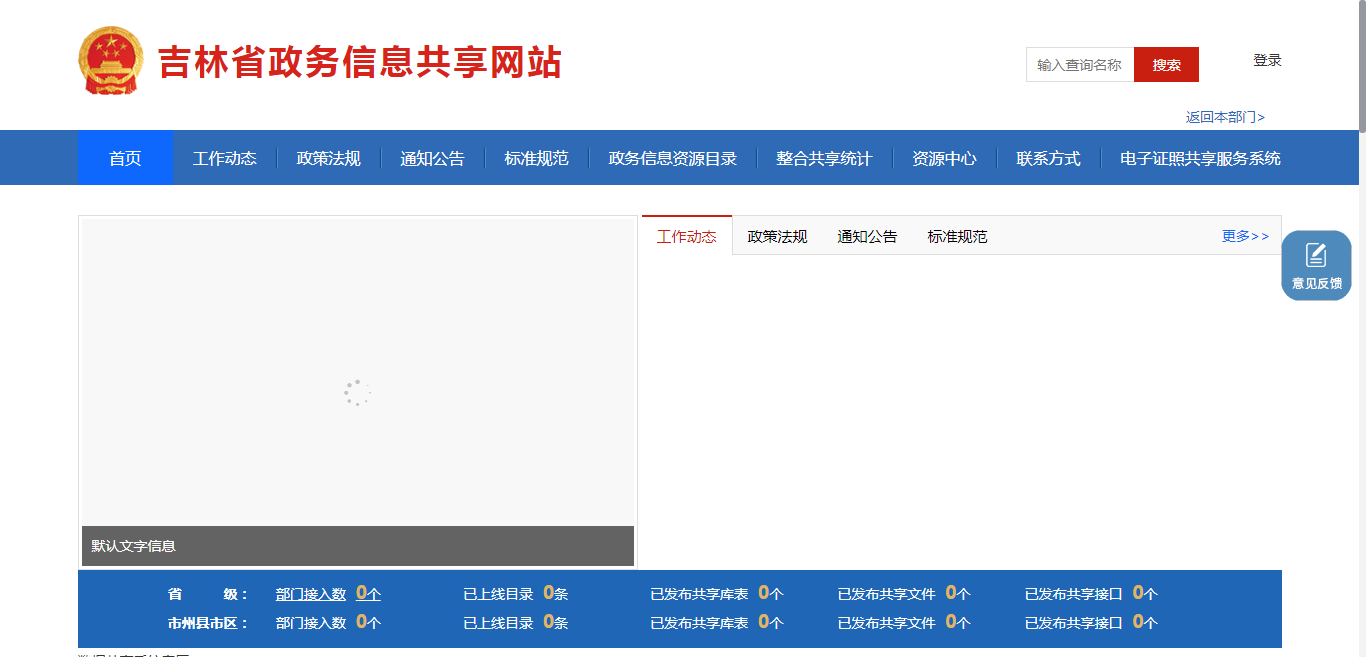 吉林省政务信息共享网站
输入查询名称 搜索 登录
返回本部门>
首页 工作动态 政策法规 通知公告 标准规范 政务信息资源目录 整合共享统计 资源中心 联系方式 电子证照共享服务系统
工作动态 政策法规 通知公告 标准规范 更多>>
意见反馈
默认文字信息
省 级： 部门接入数 0个 已上线目录 0条 已发布共享库表 0个 已发布共享文件 0个 已发布共享接口 0个
市州县市区： 部门接入数 0个 已上线目录 0条 已发布共享库表 0个 已发布共享文件 0个 已发布共享接口 0个